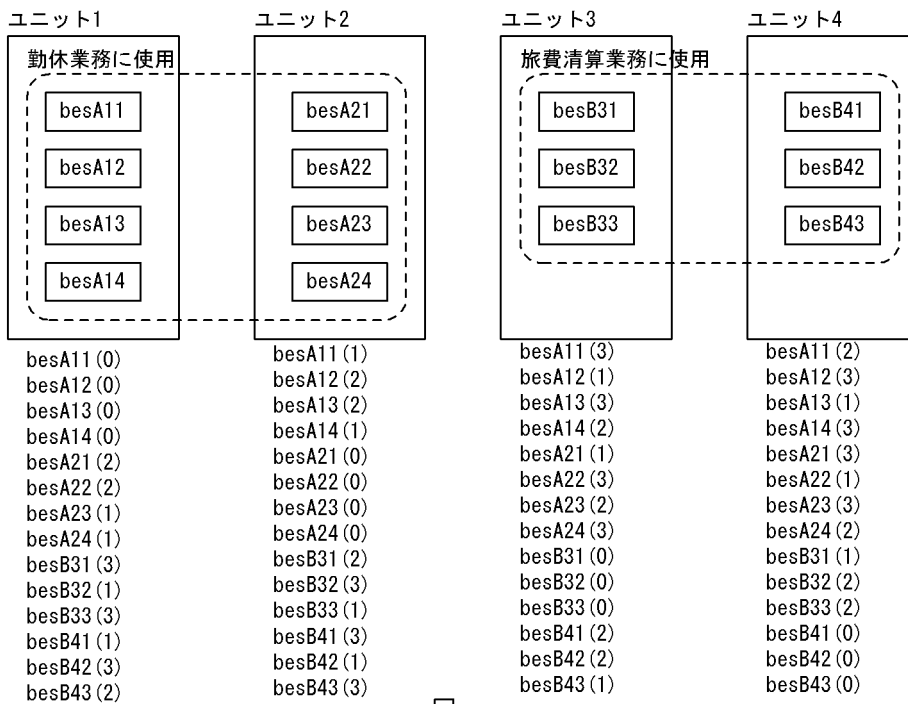 ユニット1
ユニット2
ユニット3
ユニット4
勤休業務に使用
旅費清算業務に使用
besA11
besA21
besB31
besB41
besA12
besA22
besB32
besB42
besA13
besA23
besB33
besB43
besA14
besA24
besA11(0)
besA12(0)
besA13(0)
besA14(0)
besA21(2)
besA22(2)
besA23(1)
besA24(1)
besB31(3)
besB32(1)
besB33(3)
besB41(1)
besB42(3)
besB43(2)
besA11(1)
besA12(2)
besA13(2)
besA14(1)
besA21(0)
besA22(0)
besA23(0)
besA24(0)
besB31(2)
besB32(3)
besB33(1)
besB41(3)
besB42(1)
besB43(3)
besA11(3)
besA12(1)
besA13(3)
besA14(2)
besA21(1)
besA22(3)
besA23(2)
besA24(3)
besB31(0)
besB32(0)
besB33(0)
besB41(2)
besB42(2)
besB43(1)
besA11(2)
besA12(3)
besA13(1)
besA14(3)
besA21(3)
besA22(1)
besA23(3)
besA24(2)
besB31(1)
besB32(2)
besB33(2)
besB41(0)
besB42(0)
besB43(0)